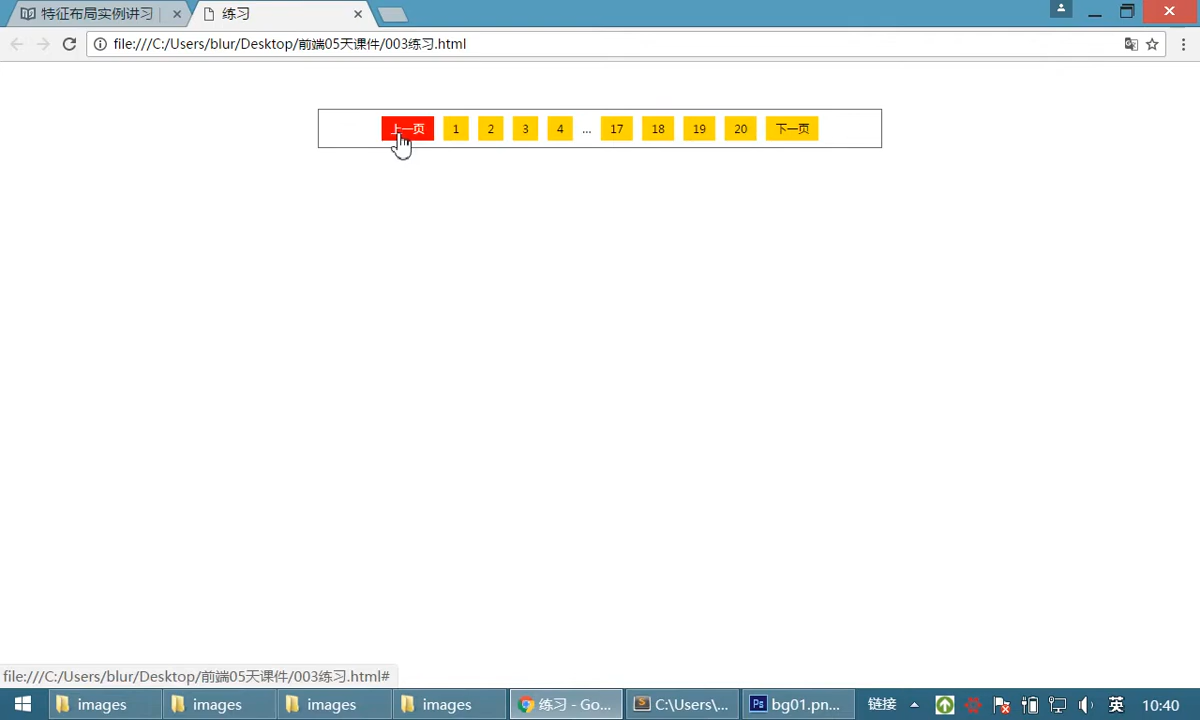 特征布局实例讲习
练习
file:///C:/Users/blur/Desktop/前端05天课件/003练习.html
上一页 1 2 3 4 ... 17 18 19 20 下一页
file:///C:/Users/blur/Desktop/前端05天课件/003练习.html#
images images images images 练习 - Go... C:\Users\... bg01.pn... 链接 英 10:40